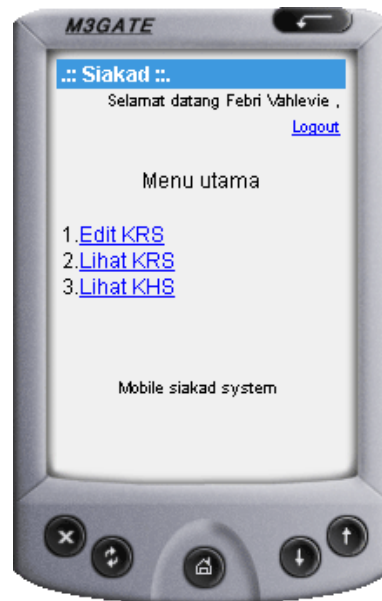 M3GATE
.:: Siakad ::.
Selamat datang Febri Vahlevie ,
Logout
Menu utama
1.Edit KRS
2.Lihat KRS
3.Lihat KHS
Mobile siakad system